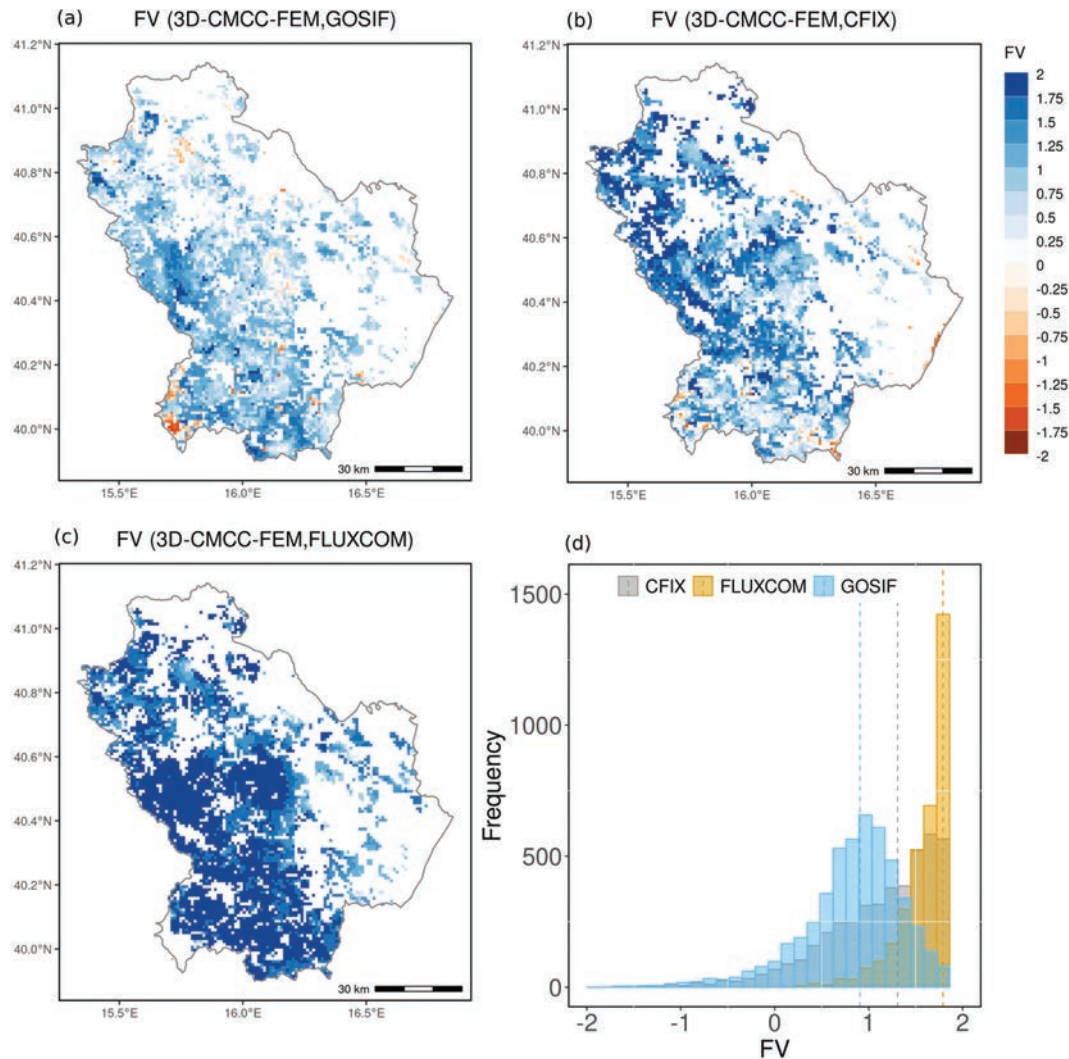 (a) FV (3D-CMCC-FEM,GOSIF)
41.2°N
41.0°N
40.8°N
40.6°N
40.4°N
40.2°N
40.0°N
30 km
15.5°E 16.0°E 16.5°E
(b) FV (3D-CMCC-FEM,CFIX)
41.2°N
41.0°N
40.8°N
40.6°N
40.4°N
40.2°N
40.0°N
30 km
15.5°E 16.0°E 16.5°E
FV
2
1.75
1.5
1.25
1
0.75
0.5
0.25
0
-0.25
-0.5
-0.75
-1
-1.25
-1.5
-1.75
-2
(c) FV (3D-CMCC-FEM,FLUXCOM)
41.2°N
41.0°N
40.8°N
40.6°N
40.4°N
40.2°N
40.0°N
30 km
15.5°E 16.0°E 16.5°E
(d)
CFIX FLUXCOM GOSIF
1500
1000
500
0
Frequency
-2 -1 0 1 2
FV